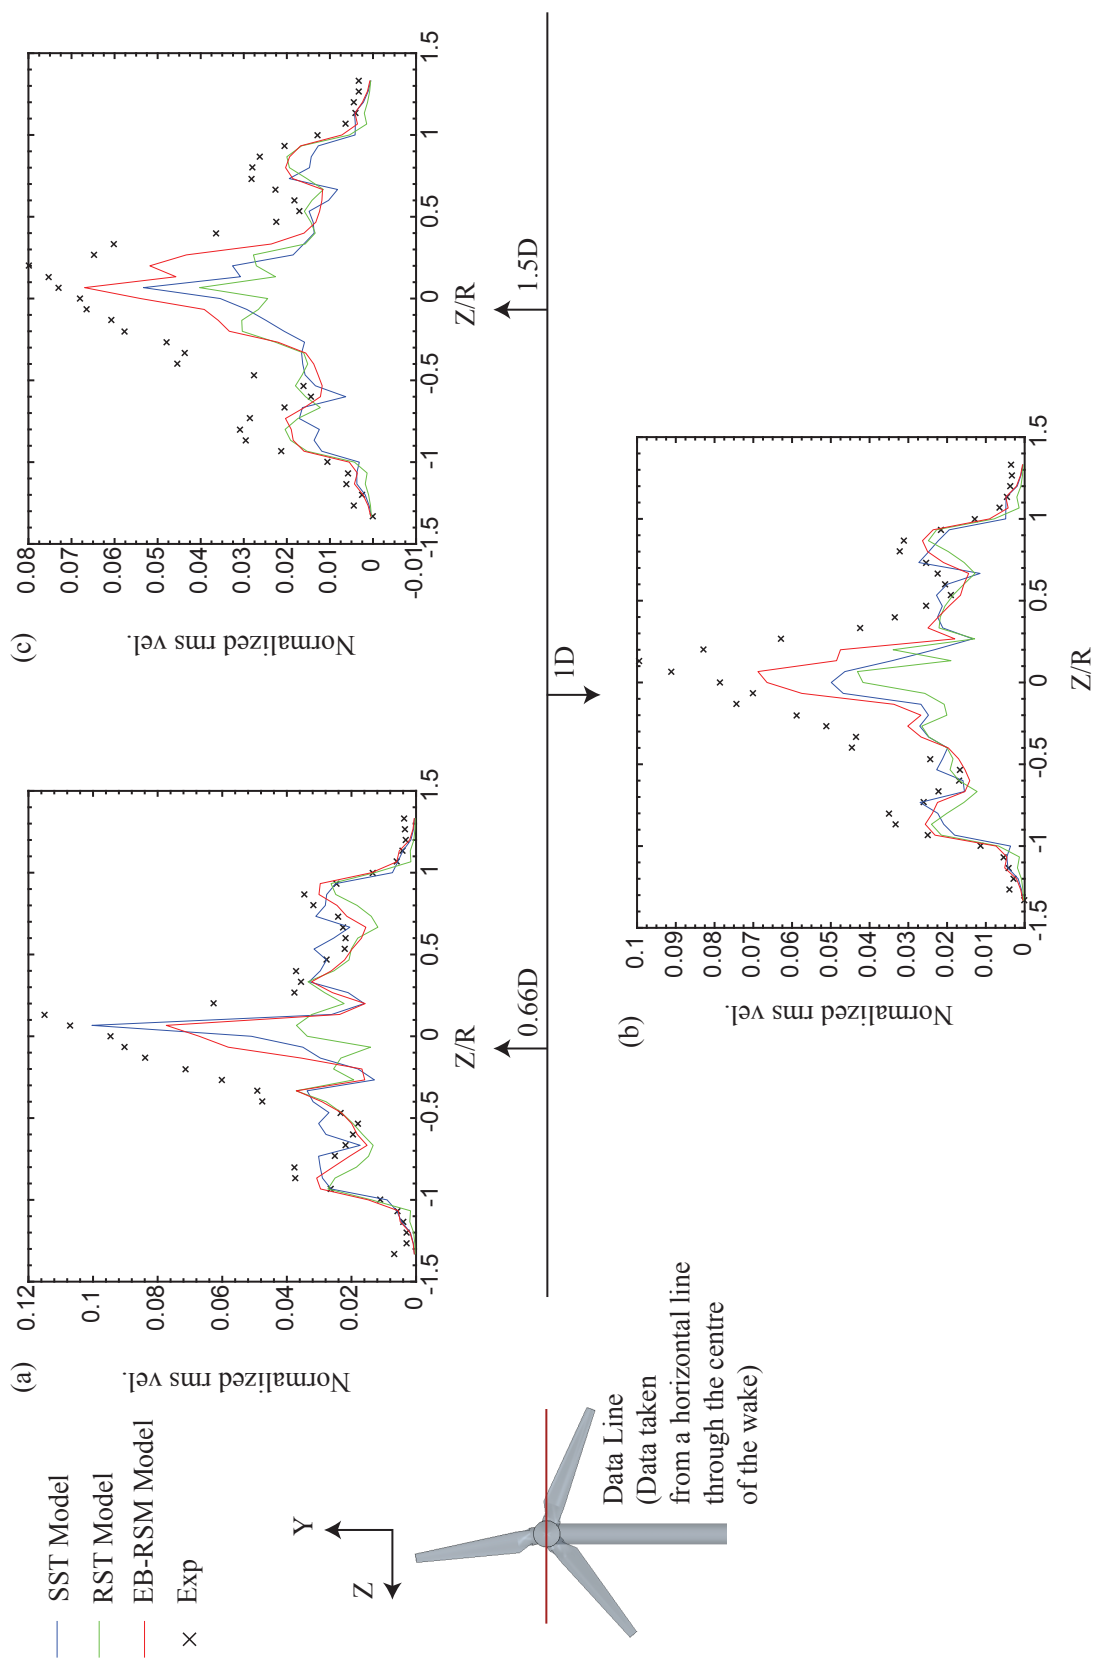 SST Model
RST Model
EB-RSM Model
Exp
Y
Z
Data Line
(Data taken
from a horizontal line
through the centre
of the wake)
(a)
Normalized rms vel.
0.12
0.1
0.08
0.06
0.04
0.02
0
-1.5
-1
-0.5
0
0.5
1
1.5
Z/R
0.66D
(c)
Normalized rms vel.
0.08
0.07
0.06
0.05
0.04
0.03
0.02
0.01
0
-0.01
-1.5
-1
-0.5
0
0.5
1
1.5
Z/R
1.5D
1D
(b)
Normalized rms vel.
0.1
0.09
0.08
0.07
0.06
0.05
0.04
0.03
0.02
0.01
0
-1.5
-1
-0.5
0
0.5
1
1.5
Z/R